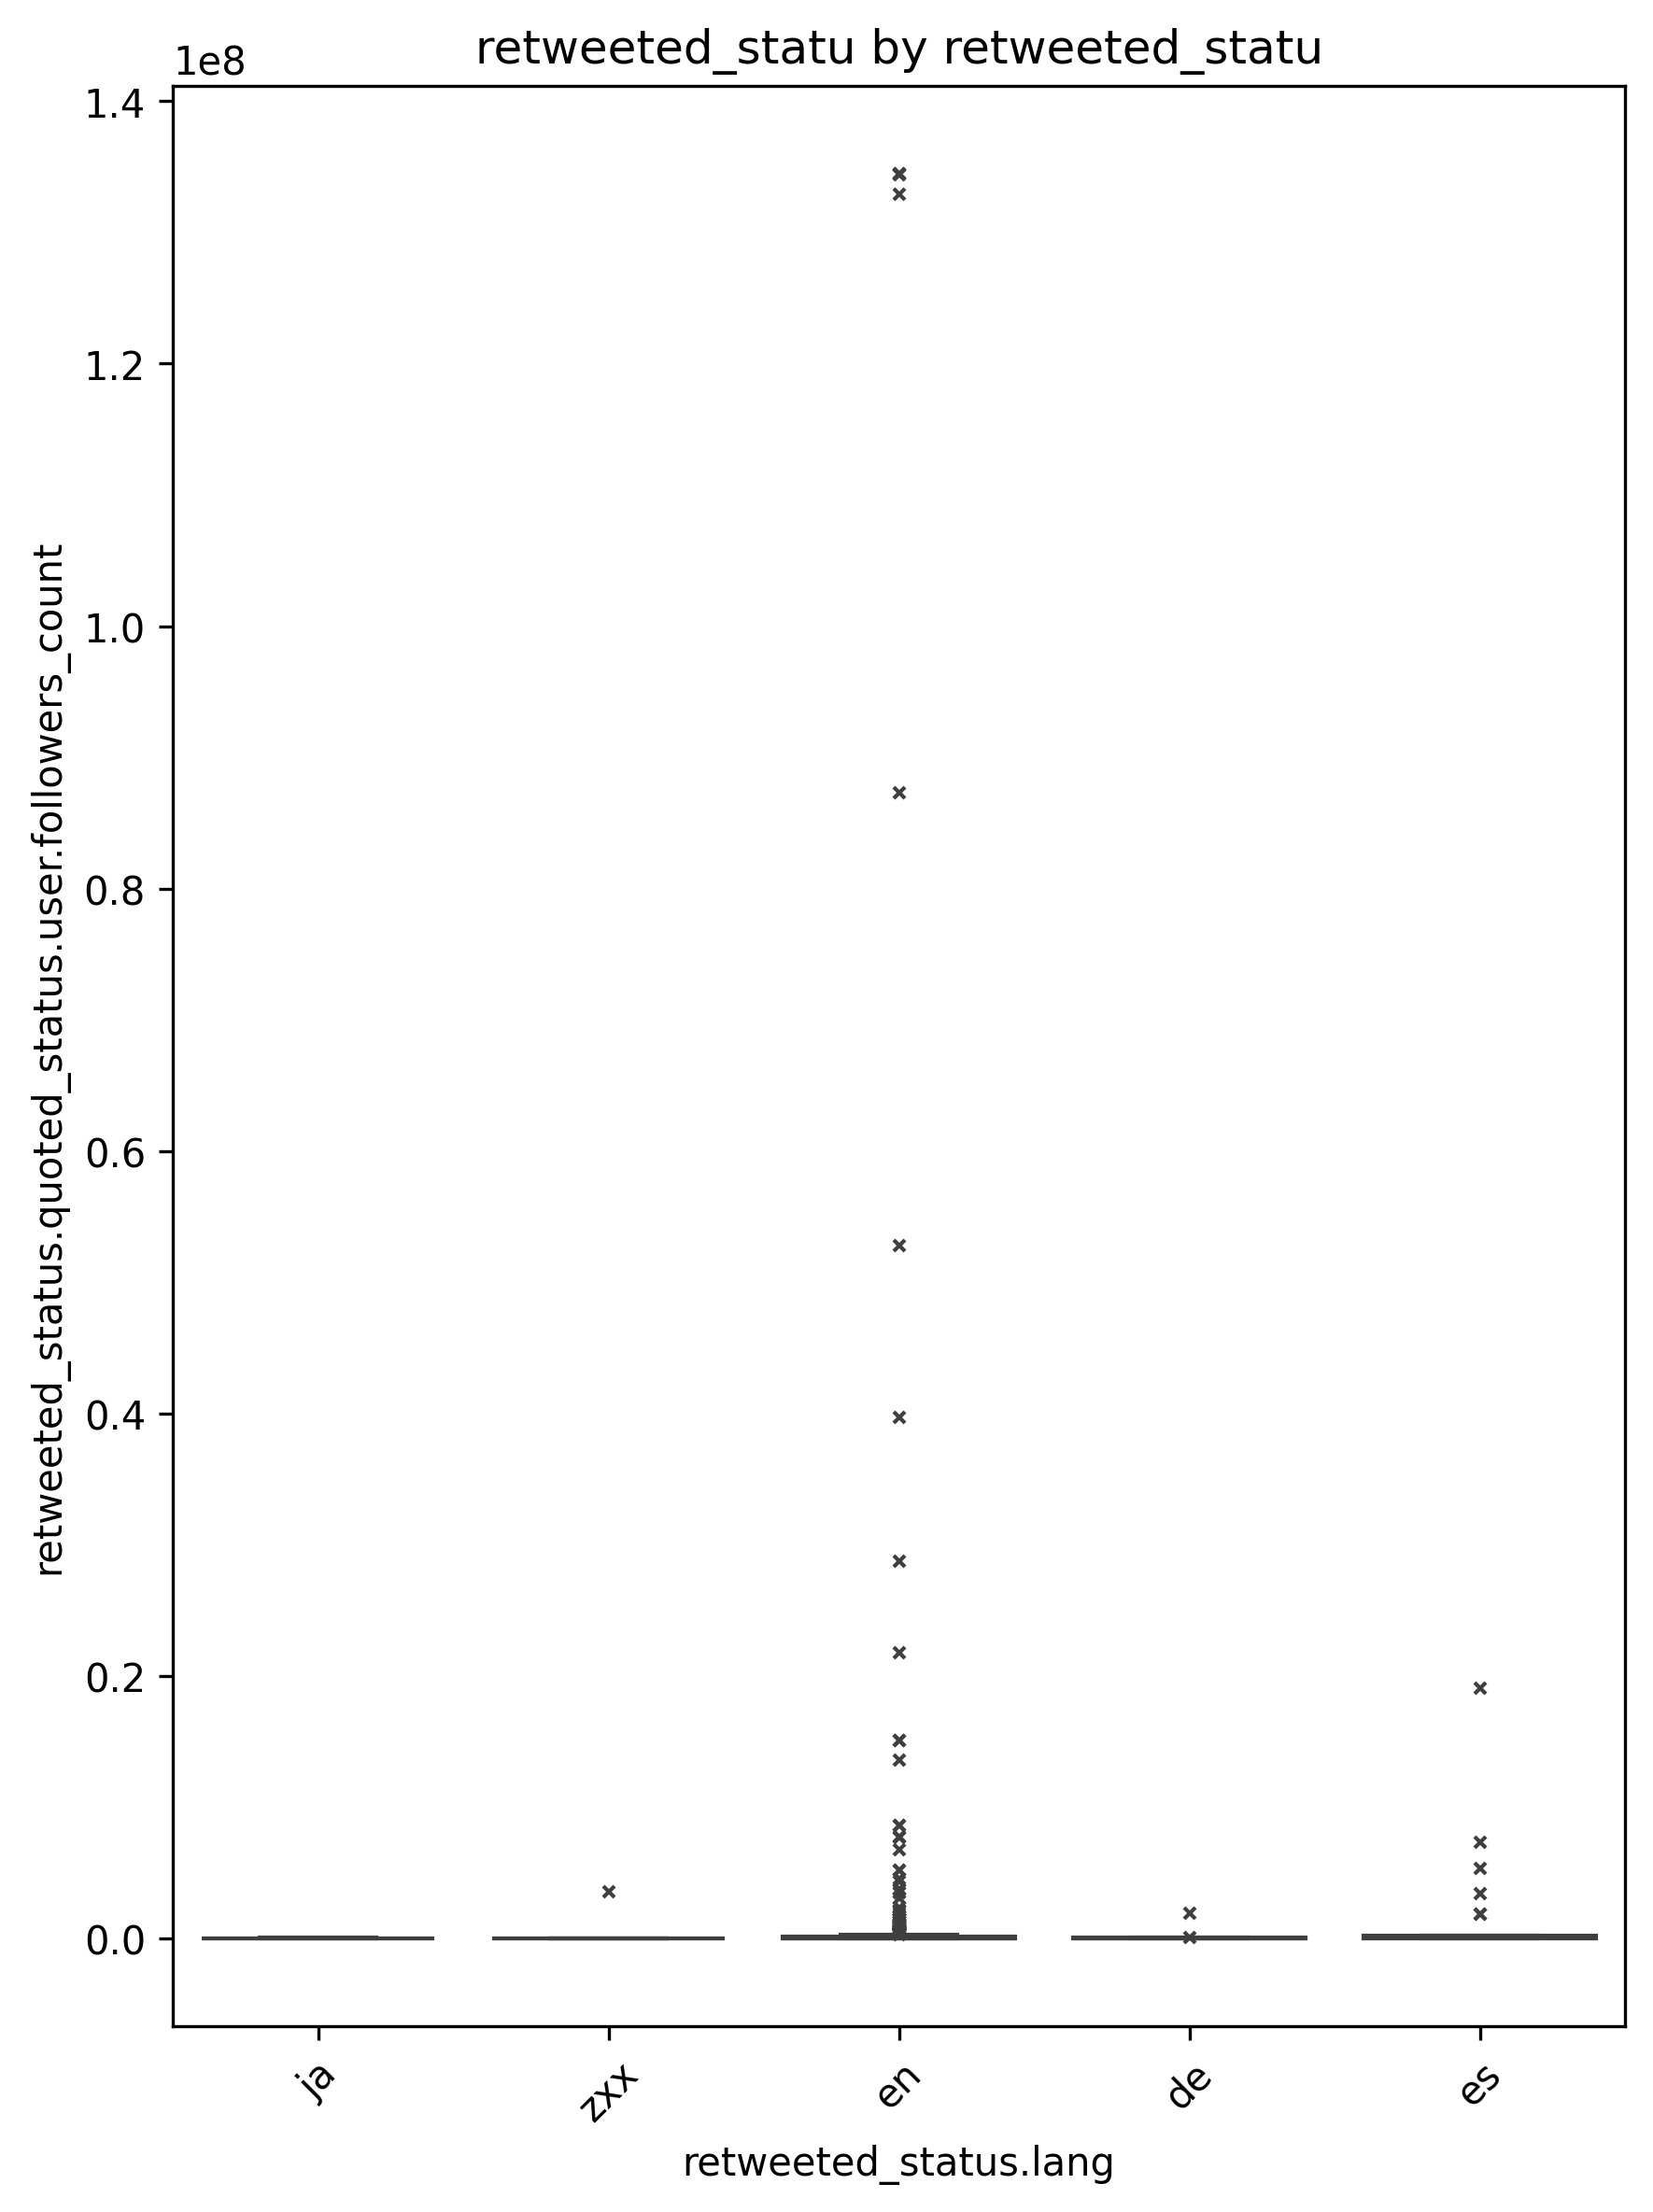 retweeted_statu by retweeted_statu
1e8
1.4
1.2
1.0
0.8
0.6
0.4
0.2
0.0
retweeted_status.quoted_status.user.followers_count
ja
zxx
en
de
es
retweeted_status.lang